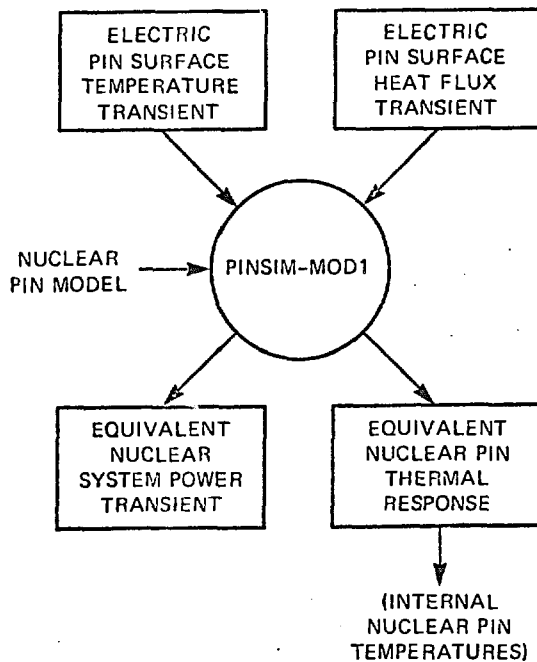 ELECTRIC
PIN SURFACE
TEMPERATURE
TRANSIENT
ELECTRIC
PIN SURFACE
HEAT FLUX
TRANSIENT
NUCLEAR
PIN MODEL
PINSIM-MOD1
EQUIVALENT
NUCLEAR
SYSTEM POWER
TRANSIENT
EQUIVALENT
NUCLEAR PIN
THERMAL
RESPONSE
(INTERNAL
NUCLEAR PIN
TEMPERATURES)